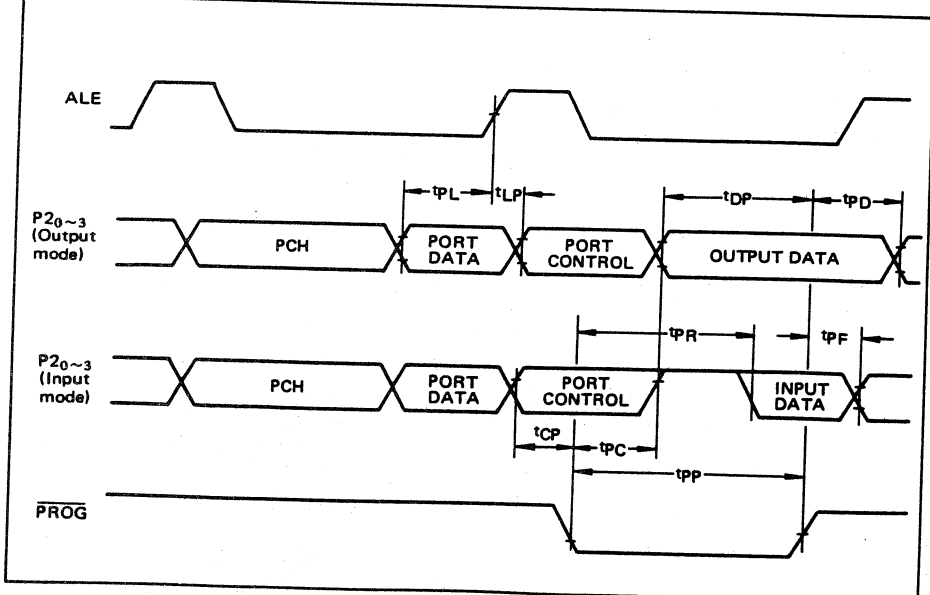 ALE
tPL
tLP
tDP
tPD
P20~3
(Output
mode)
PCH
PORT
DATA
PORT
CONTROL
OUTPUT DATA
tPR
tPF
P20~3
(Input
mode)
PCH
PORT
DATA
PORT
CONTROL
INPUT
DATA
tCP
tPC
tPP
PROG